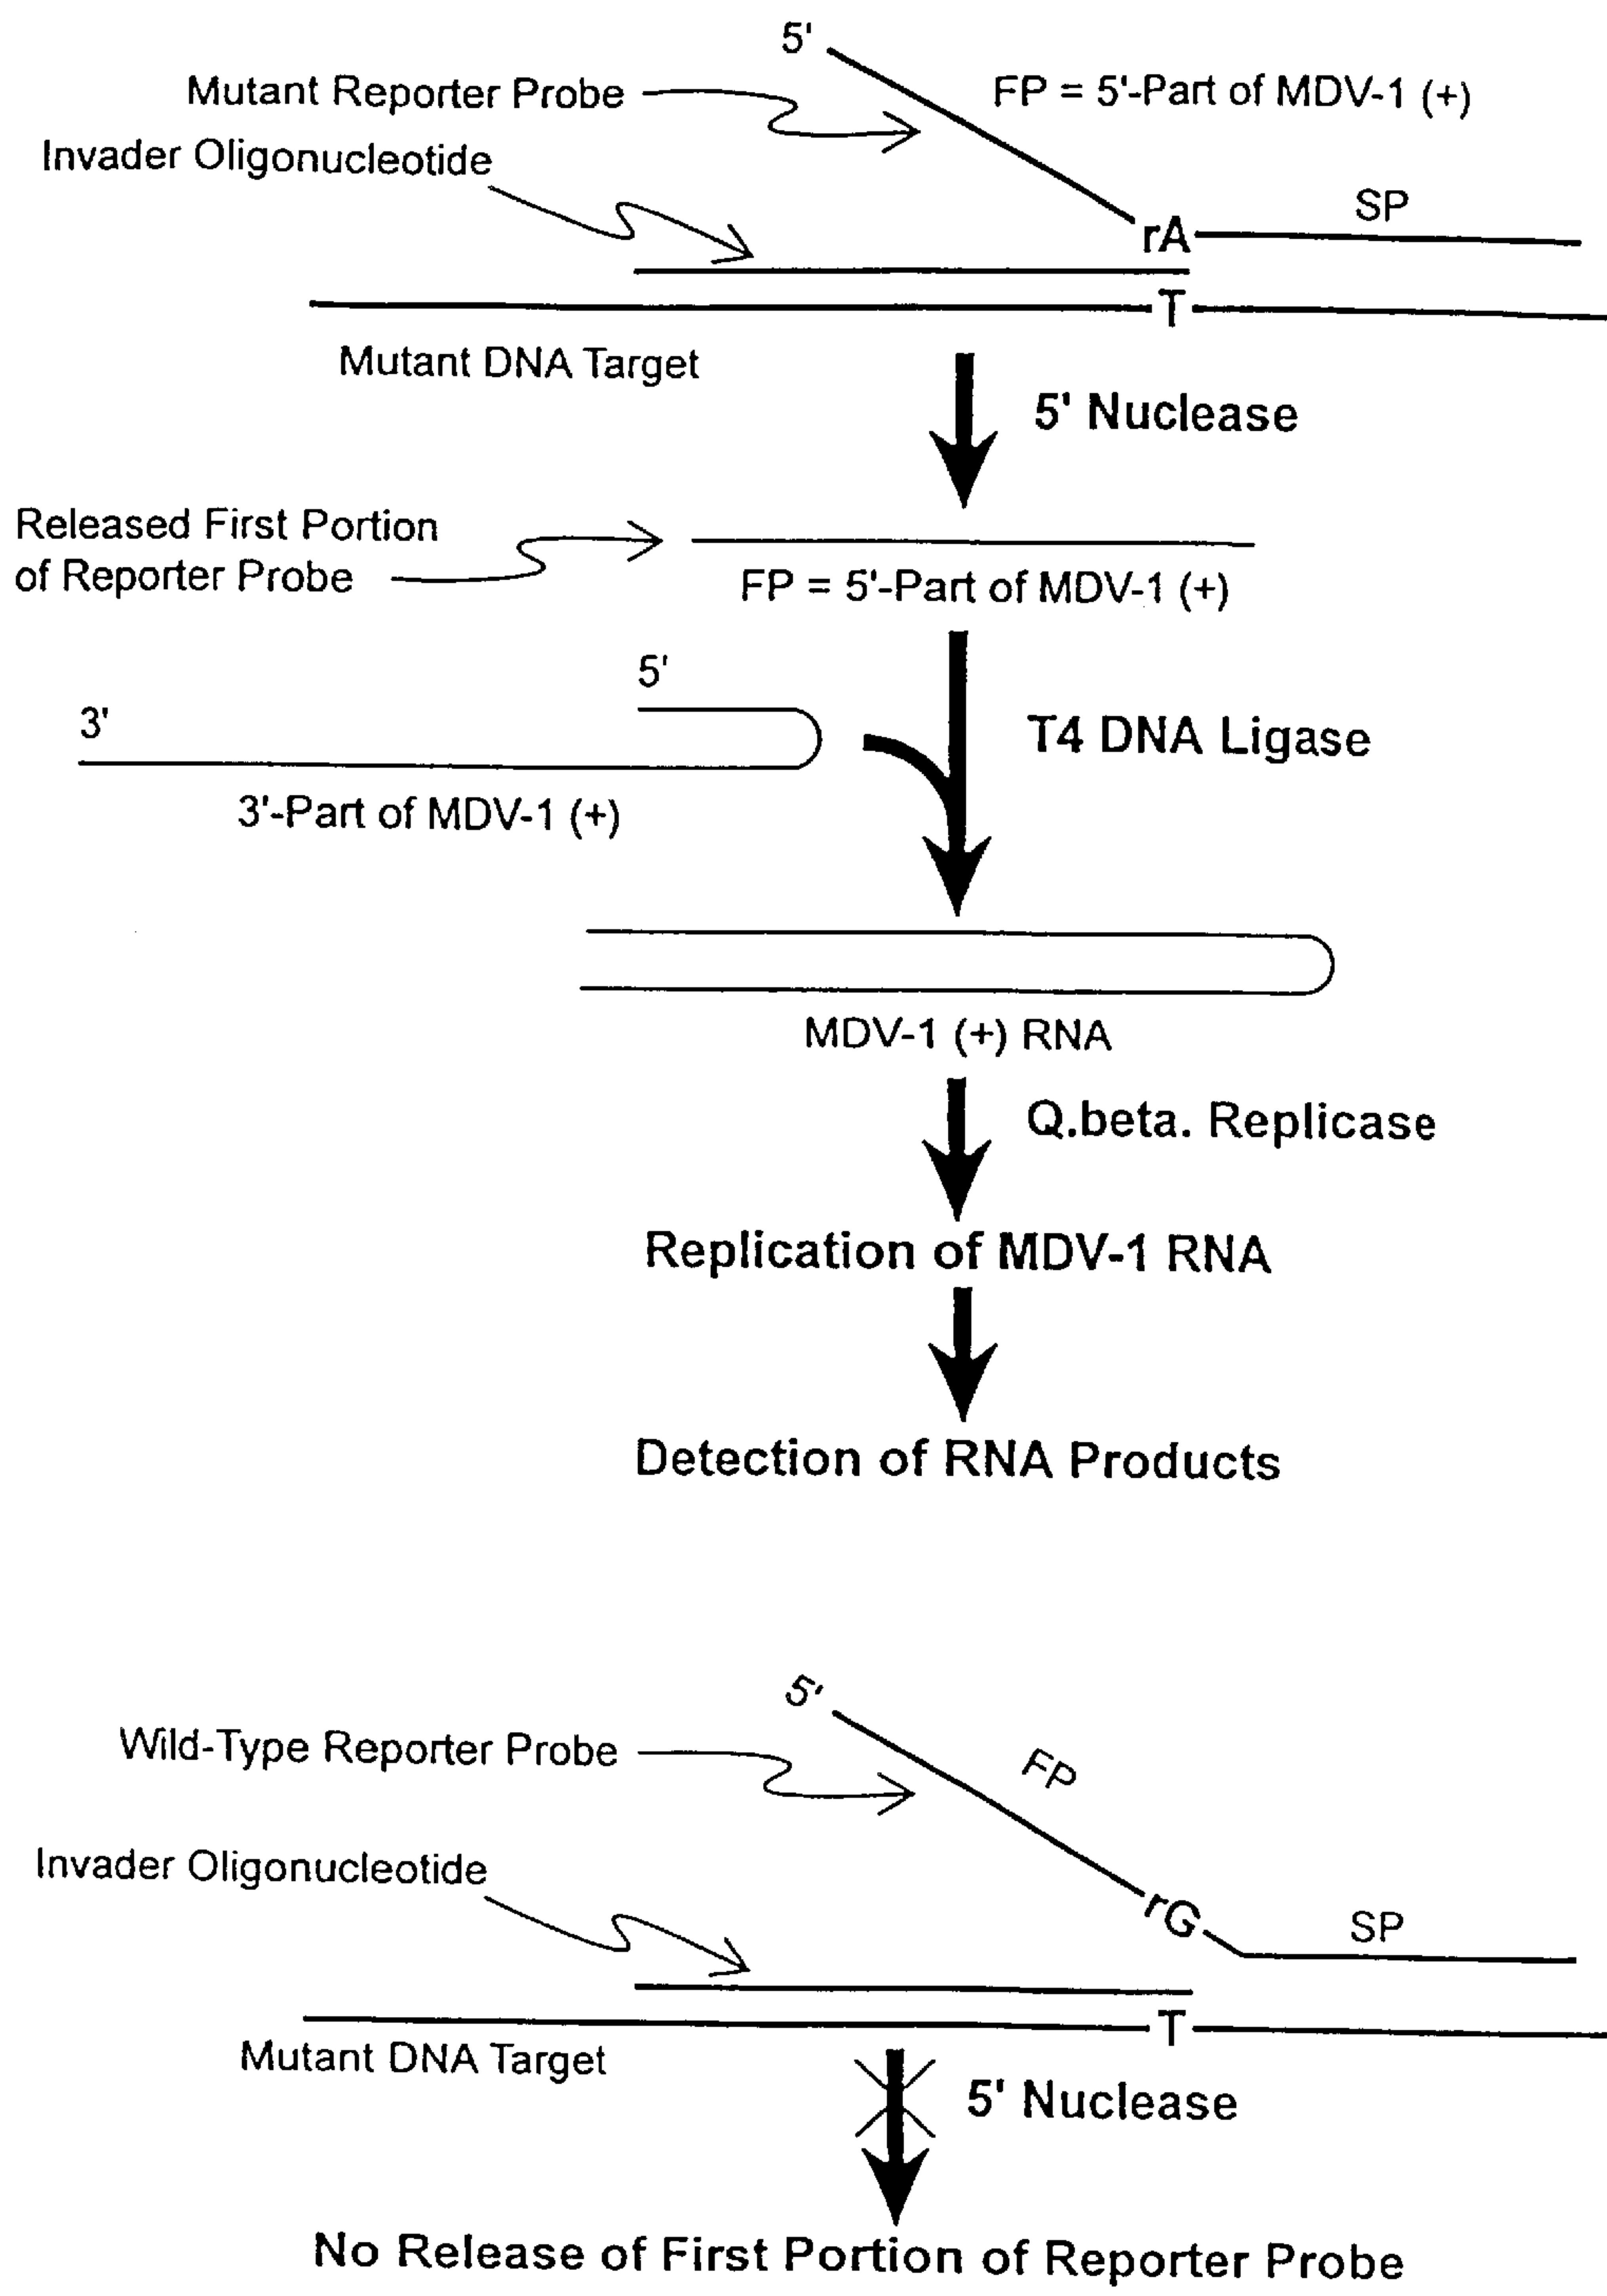 5'
Mutant Reporter Probe
FP = 5'-Part of MDV-1 (+)
Invader Oligonucleotide
SP
rA
T
Mutant DNA Target
5' Nuclease
Released First Portion
of Reporter Probe
FP = 5'-Part of MDV-1 (+)
5'
3'
T4 DNA Ligase
3'-Part of MDV-1 (+)
MDV-1 (+) RNA
Q.beta. Replicase
Replication of MDV-1 RNA
Detection of RNA Products
5'
Wild-Type Reporter Probe
FP
Invader Oligonucleotide
rG
SP
T
Mutant DNA Target
5' Nuclease
No Release of First Portion of Reporter Probe